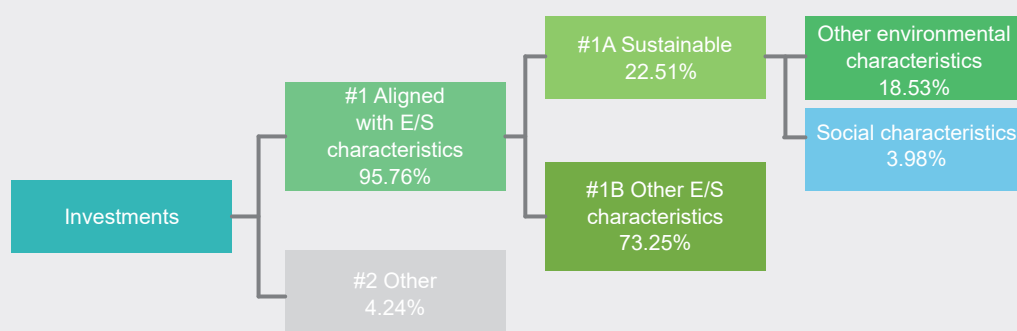 Investments
#1 Aligned
with E/S
characteristics
95.76%
#2 Other
4.24%
#1A Sustainable
22.51%
#1B Other E/S
characteristics
73.25%
Other environmental
characteristics
18.53%
Social characteristics
3.98%